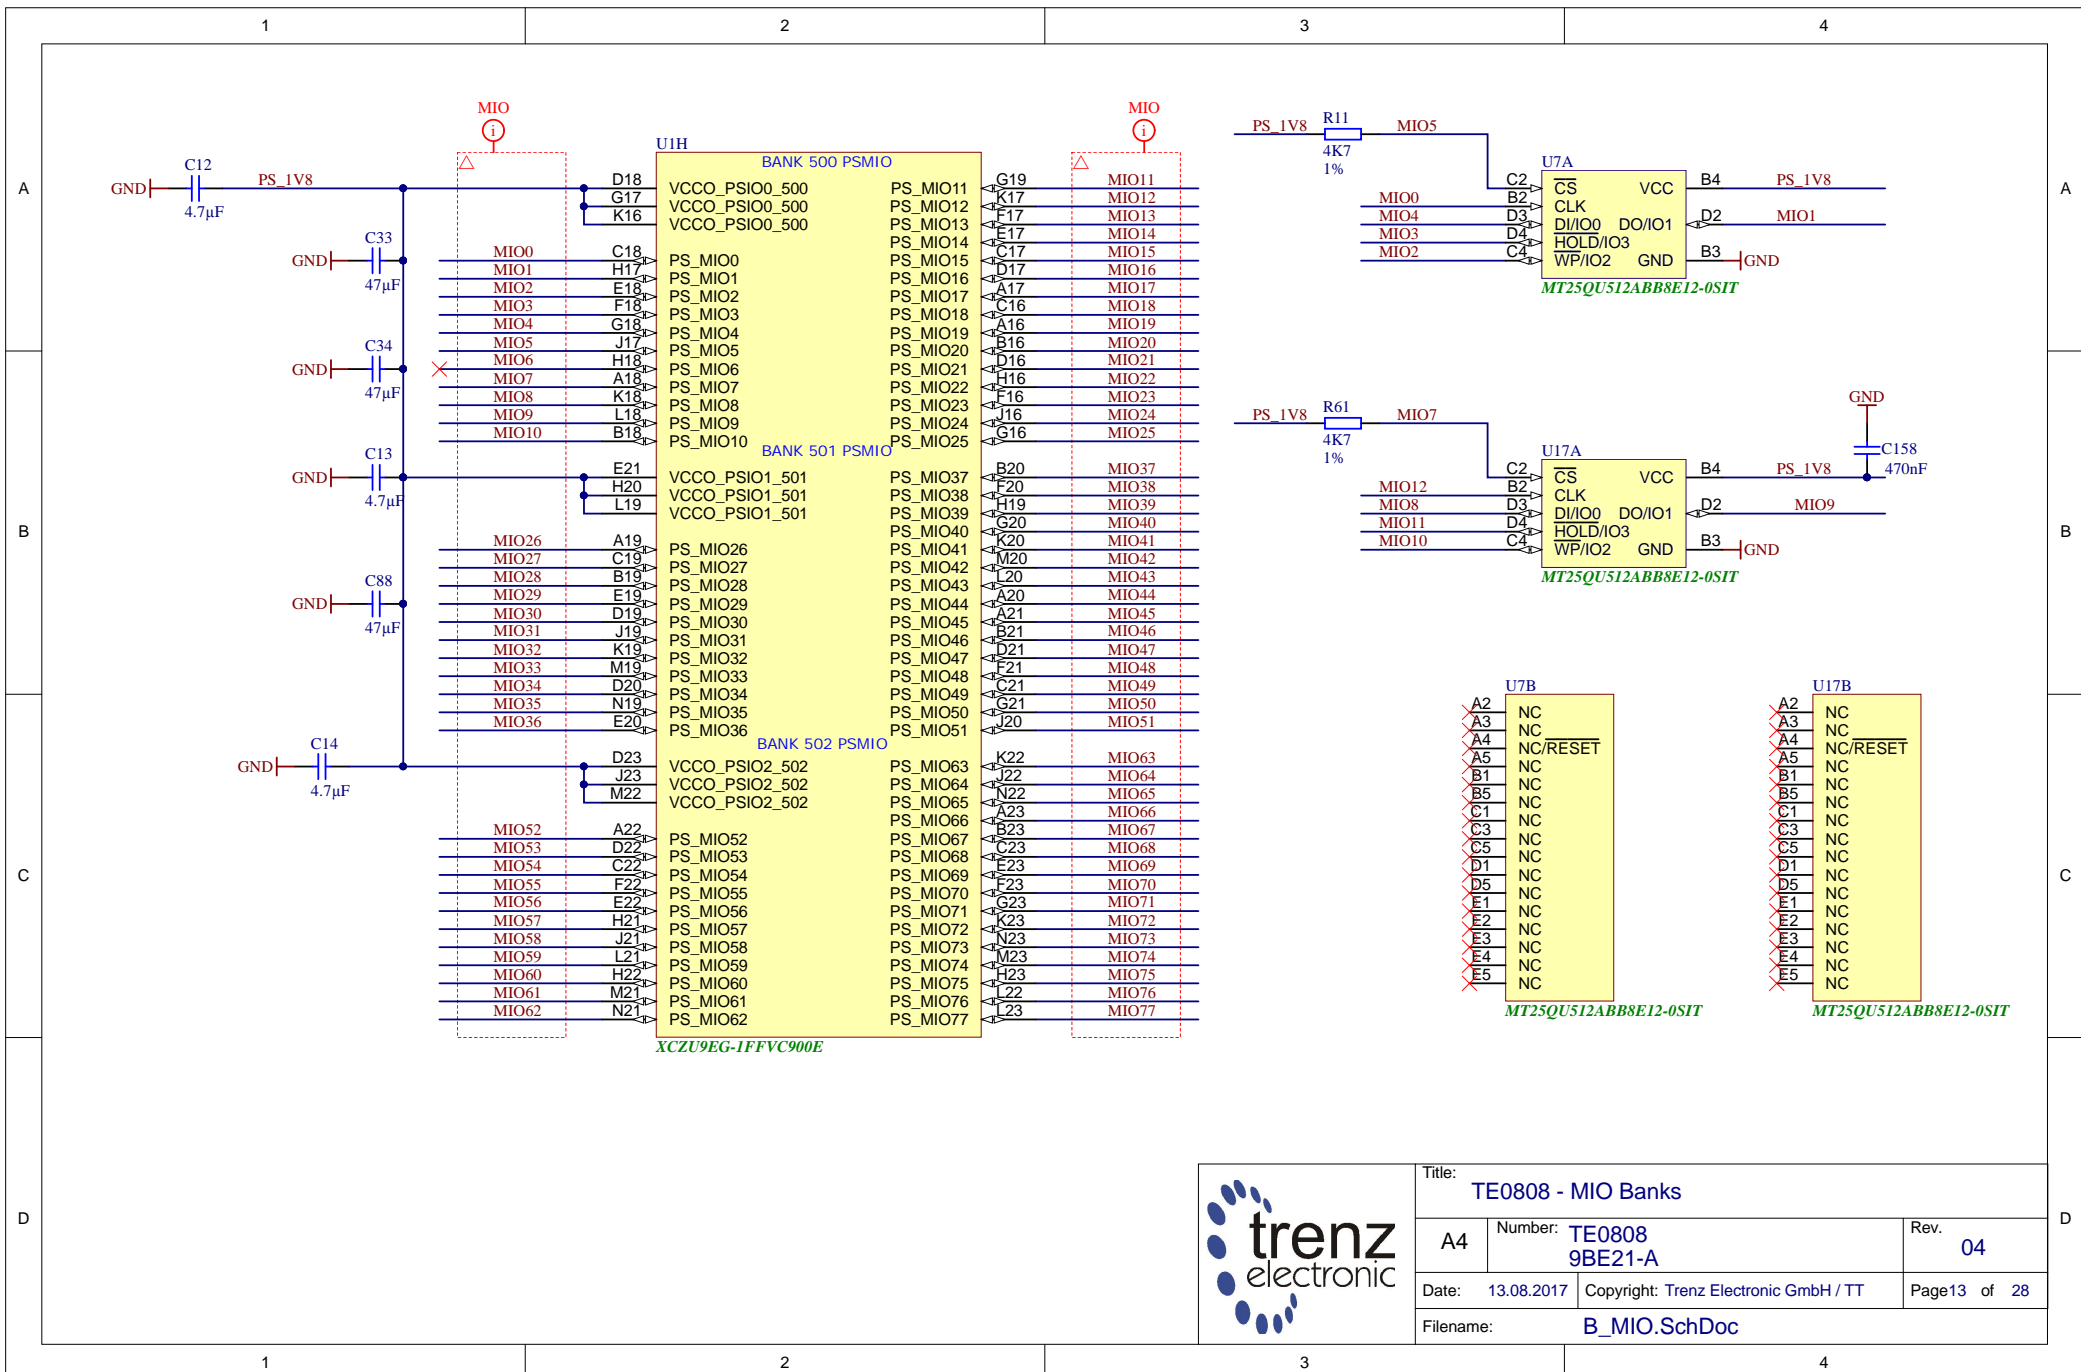 1 2 3 4
A
B
C
D
A
B
C
D
MIO
i
MIO
i
C12
GND
4.7µF
PS_1V8
C33
GND
47µF
C34
GND
47µF
C13
GND
4.7µF
C88
GND
47µF
C14
GND
4.7µF
U1H
BANK 500 PSMIO
D18 VCCO_PSIO0_500 PS_MIO11 G19 MIO11
G17 VCCO_PSIO0_500 PS_MIO12 K17 MIO12
K16 VCCO_PSIO0_500 PS_MIO13 F17 MIO13
PS_MIO14 E17 MIO14
MIO0 C18 PS_MIO0 PS_MIO15 C17 MIO15
MIO1 H17 PS_MIO1 PS_MIO16 D17 MIO16
MIO2 E18 PS_MIO2 PS_MIO17 A17 MIO17
MIO3 F18 PS_MIO3 PS_MIO18 C16 MIO18
MIO4 G18 PS_MIO4 PS_MIO19 A16 MIO19
MIO5 J17 PS_MIO5 PS_MIO20 B16 MIO20
MIO6 H18 PS_MIO6 PS_MIO21 D16 MIO21
MIO7 A18 PS_MIO7 PS_MIO22 H16 MIO22
MIO8 K18 PS_MIO8 PS_MIO23 F16 MIO23
MIO9 L18 PS_MIO9 PS_MIO24 J16 MIO24
MIO10 B18 PS_MIO10 PS_MIO25 G16 MIO25
BANK 501 PSMIO
E21 VCCO_PSIO1_501 PS_MIO37 B20 MIO37
H20 VCCO_PSIO1_501 PS_MIO38 F20 MIO38
L19 VCCO_PSIO1_501 PS_MIO39 H19 MIO39
PS_MIO40 G20 MIO40
MIO26 A19 PS_MIO26 PS_MIO41 K20 MIO41
MIO27 C19 PS_MIO27 PS_MIO42 M20 MIO42
MIO28 B19 PS_MIO28 PS_MIO43 L20 MIO43
MIO29 E19 PS_MIO29 PS_MIO44 A20 MIO44
MIO30 D19 PS_MIO30 PS_MIO45 A21 MIO45
MIO31 J19 PS_MIO31 PS_MIO46 B21 MIO46
MIO32 K19 PS_MIO32 PS_MIO47 D21 MIO47
MIO33 M19 PS_MIO33 PS_MIO48 F21 MIO48
MIO34 D20 PS_MIO34 PS_MIO49 C21 MIO49
MIO35 N19 PS_MIO35 PS_MIO50 G21 MIO50
MIO36 E20 PS_MIO36 PS_MIO51 J20 MIO51
BANK 502 PSMIO
D23 VCCO_PSIO2_502 PS_MIO63 K22 MIO63
J23 VCCO_PSIO2_502 PS_MIO64 J22 MIO64
M22 VCCO_PSIO2_502 PS_MIO65 N22 MIO65
PS_MIO66 A23 MIO66
MIO52 A22 PS_MIO52 PS_MIO67 B23 MIO67
MIO53 D22 PS_MIO53 PS_MIO68 C23 MIO68
MIO54 C22 PS_MIO54 PS_MIO69 E23 MIO69
MIO55 F22 PS_MIO55 PS_MIO70 F23 MIO70
MIO56 E22 PS_MIO56 PS_MIO71 G23 MIO71
MIO57 H21 PS_MIO57 PS_MIO72 K23 MIO72
MIO58 J21 PS_MIO58 PS_MIO73 N23 MIO73
MIO59 L21 PS_MIO59 PS_MIO74 M23 MIO74
MIO60 H22 PS_MIO60 PS_MIO75 H23 MIO75
MIO61 M21 PS_MIO61 PS_MIO76 L22 MIO76
MIO62 N21 PS_MIO62 PS_MIO77 L23 MIO77
XCZU9EG-1FFVC900E
PS_1V8 R11 MIO5
4K7
1%
U7A
C2 CS VCC B4 PS_1V8
MIO0 B2 CLK
MIO4 D3 DI/IO0 DO/IO1 D2 MIO1
MIO3 D4 HOLD/IO3
MIO2 C4 WP/IO2 GND B3 GND
MT25QU512ABB8E12-0SIT
PS_1V8 R61 MIO7
4K7
1%
GND
C158
470nF
U17A
C2 CS VCC B4 PS_1V8
MIO12 B2 CLK
MIO8 D3 DI/IO0 DO/IO1 D2 MIO9
MIO11 D4 HOLD/IO3
MIO10 C4 WP/IO2 GND B3 GND
MT25QU512ABB8E12-0SIT
U7B
A2 NC
A3 NC
A4 NC/RESET
A5 NC
B1 NC
B5 NC
C1 NC
C3 NC
C5 NC
D1 NC
D5 NC
E1 NC
E2 NC
E3 NC
E4 NC
E5 NC
MT25QU512ABB8E12-0SIT
U17B
A2 NC
A3 NC
A4 NC/RESET
A5 NC
B1 NC
B5 NC
C1 NC
C3 NC
C5 NC
D1 NC
D5 NC
E1 NC
E2 NC
E3 NC
E4 NC
E5 NC
MT25QU512ABB8E12-0SIT
trenz
electronic
Title:
TE0808 - MIO Banks
A4 Number: TE0808
9BE21-A
Rev.
04
Date: 13.08.2017 Copyright: Trenz Electronic GmbH / TT Page13 of 28
Filename: B_MIO.SchDoc
1 2 3 4